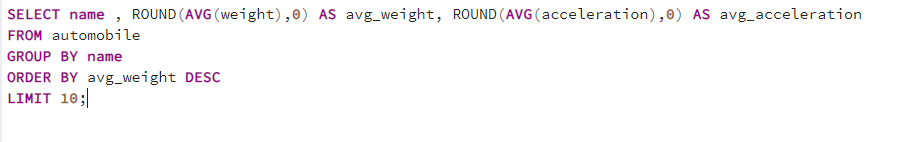 SELECT name , ROUND(AVG(weight),0) AS avg_weight, ROUND(AVG(acceleration),0) AS avg_acceleration
FROM automobile
GROUP BY name
ORDER BY avg_weight DESC
LIMIT 10;